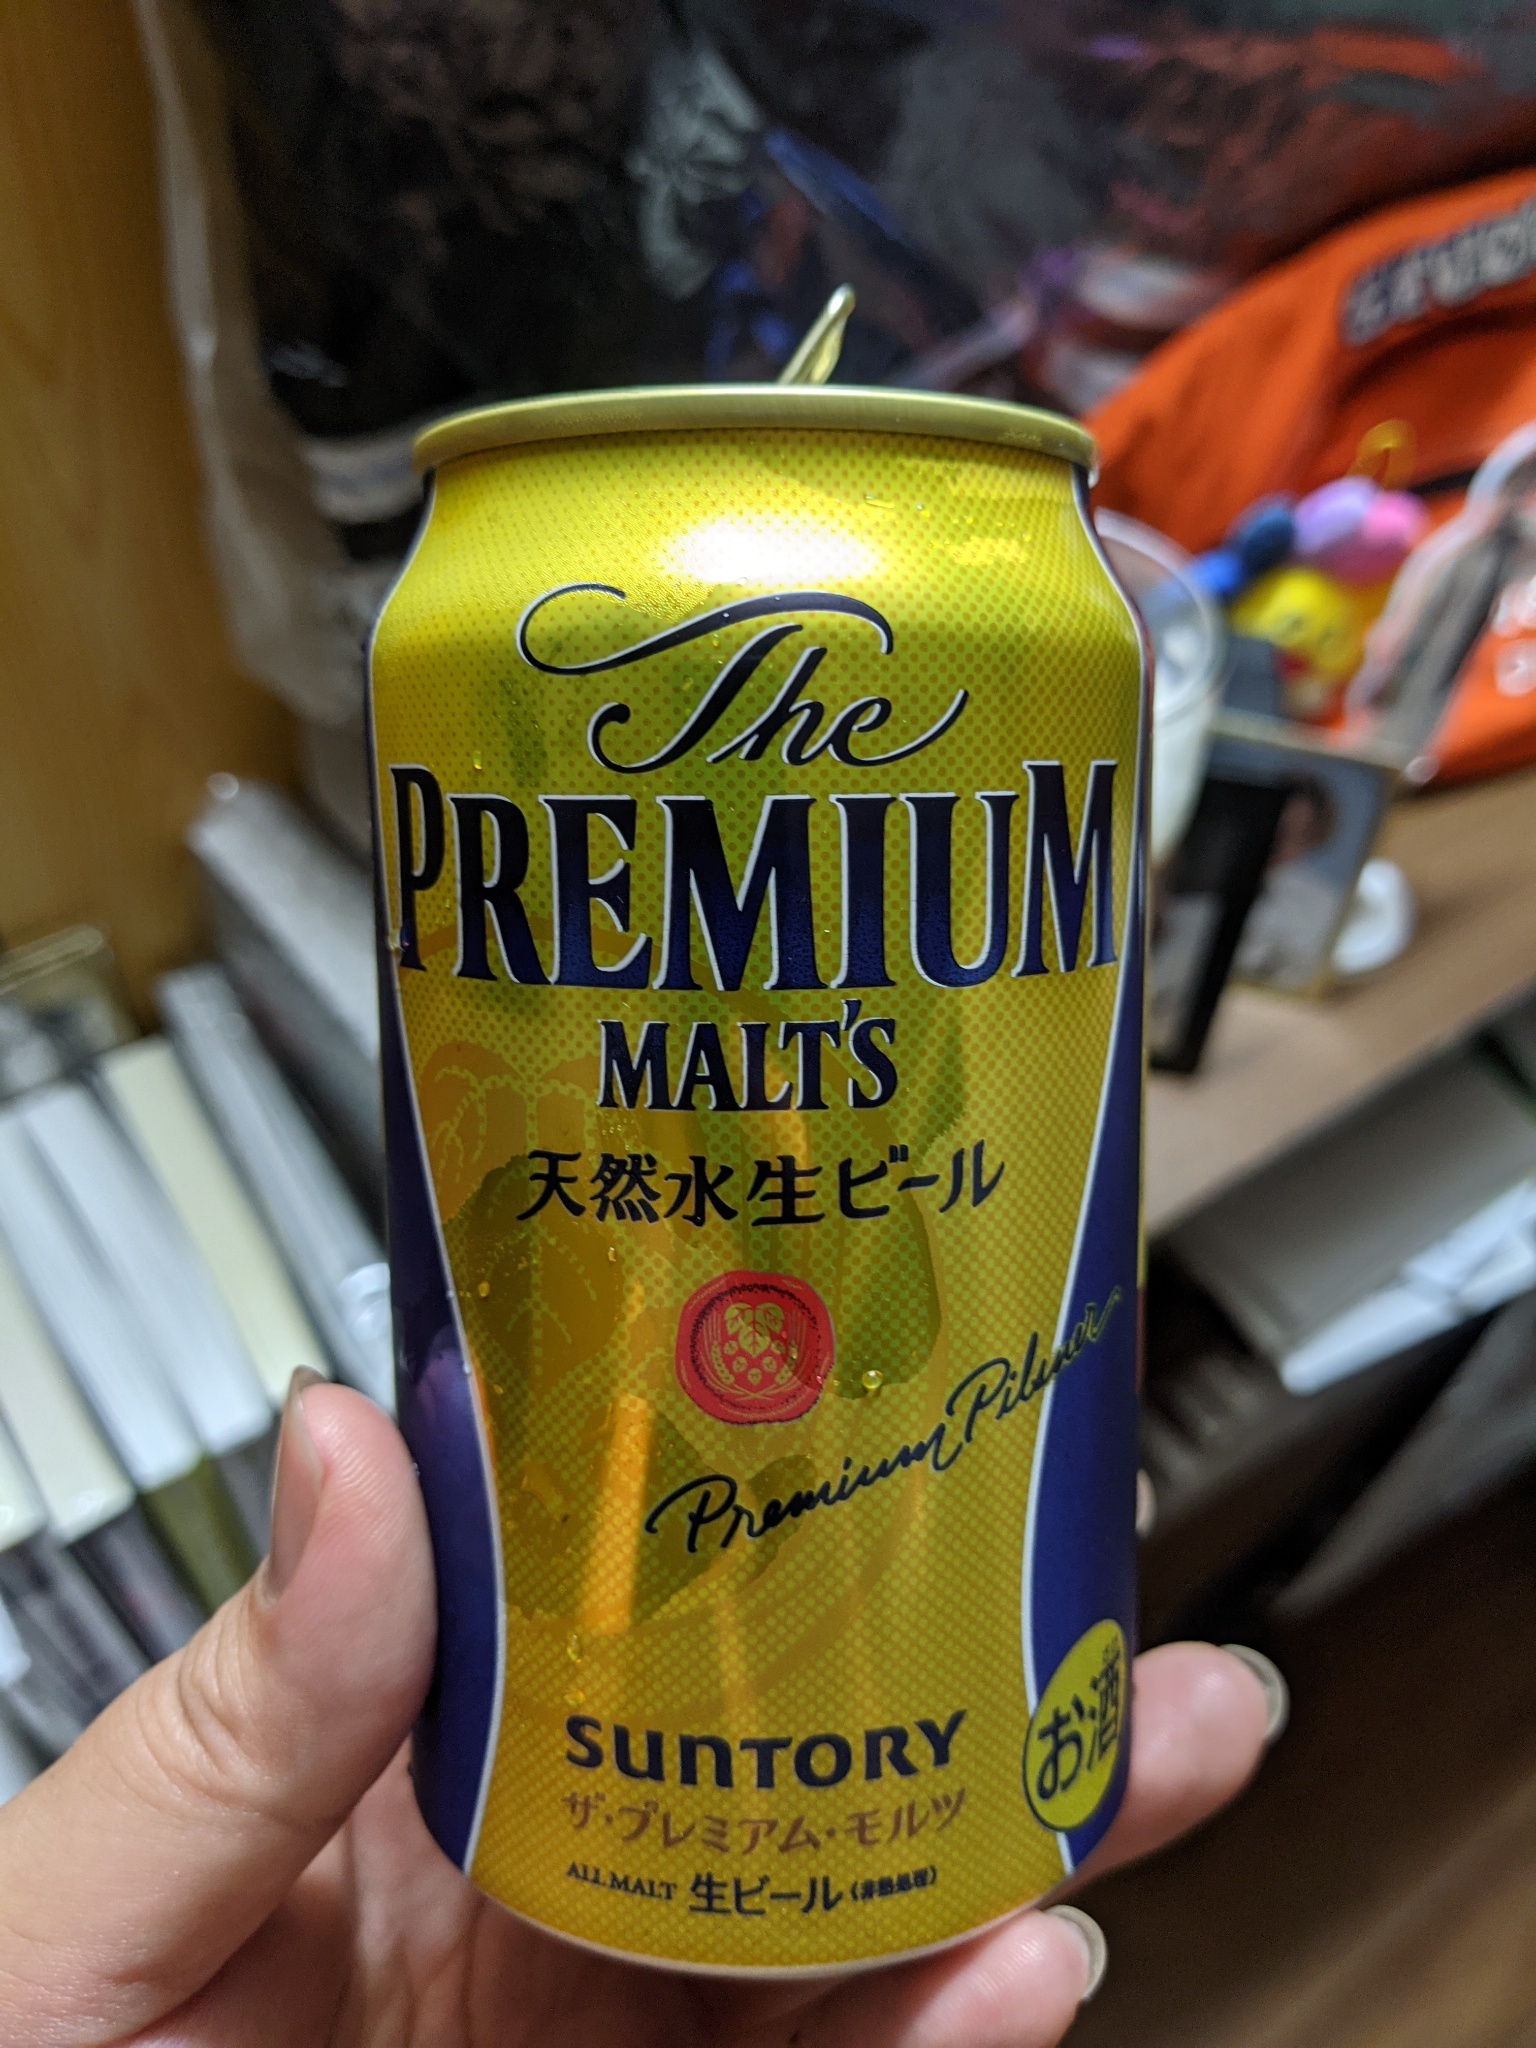 The
PREMIUM
MALT'S
天然水生ビール
Premium Pilsner
SUNTORY
お酒
ザ・プレミアム・モルツ
ALL MALT 生ビール(非熱処理)